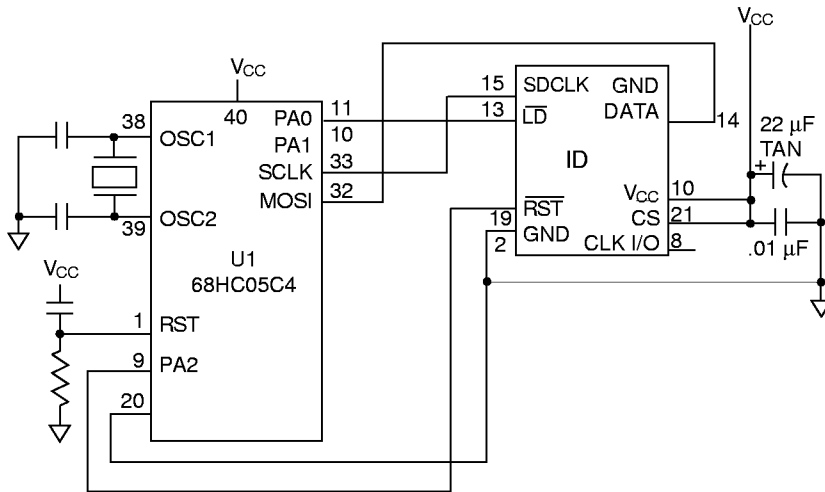 VCC
VCC
38
40
PA0
11
15
SDCLK
GND
OSC1
PA1
10
13
LD
DATA
14
22 µF
TAN
+
SCLK
33
ID
MOSI
32
VCC
10
39
OSC2
RST
19
CS
21
GND
2
CLK I/O
8
.01 µF
U1
68HC05C4
VCC
1
RST
9
PA2
20